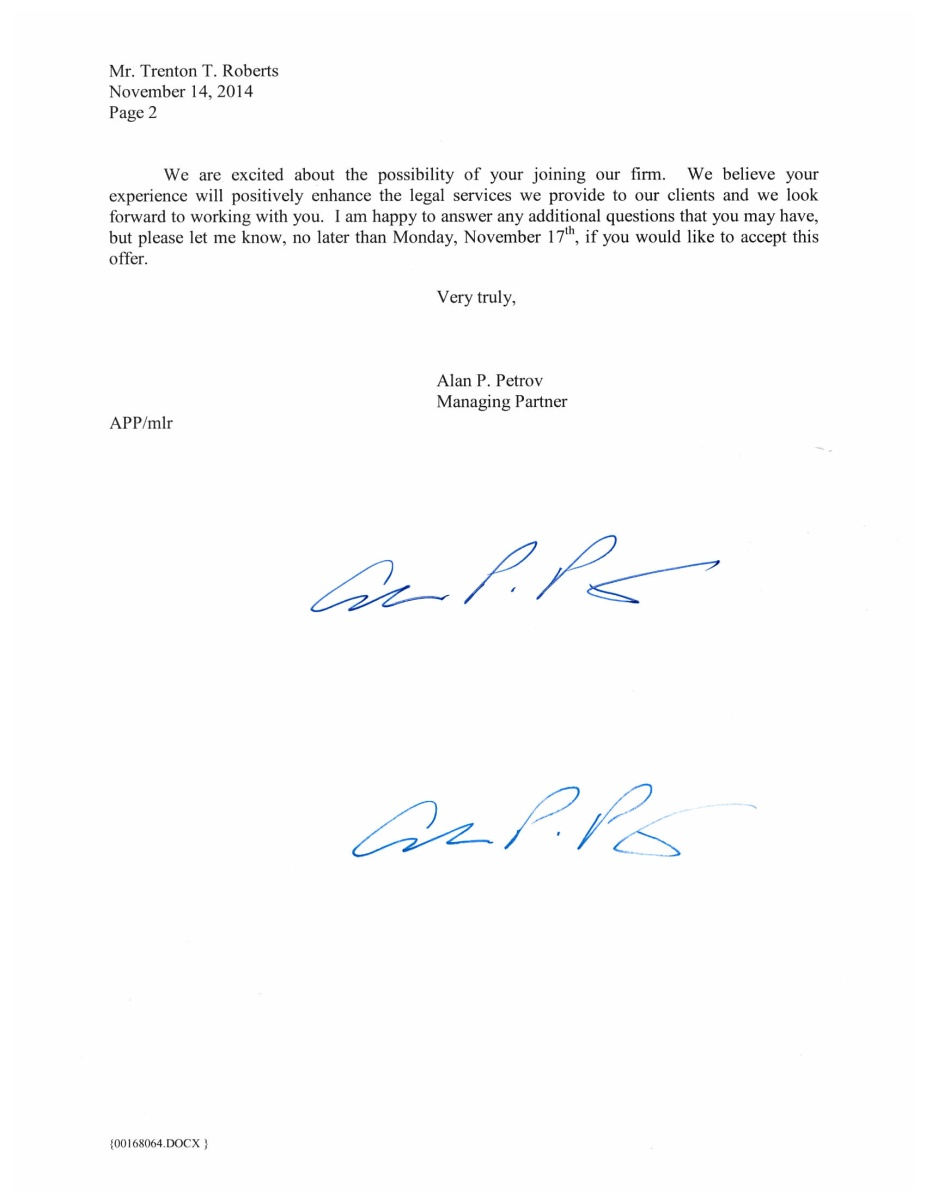 Mr. Trenton T. Roberts
November 14, 2014
Page 2
We are excited about the possibility of your joining our firm. We believe your
experience will positively enhance the legal services we provide to our clients and we look
forward to working with you. I am happy to answer any additional questions that you may have,
but please let me know, no later than Monday, November 17th, if you would like to accept this
offer.
Very truly,
Alan P. Petrov
Managing Partner
APP/mlr
{00168064.DOCX }